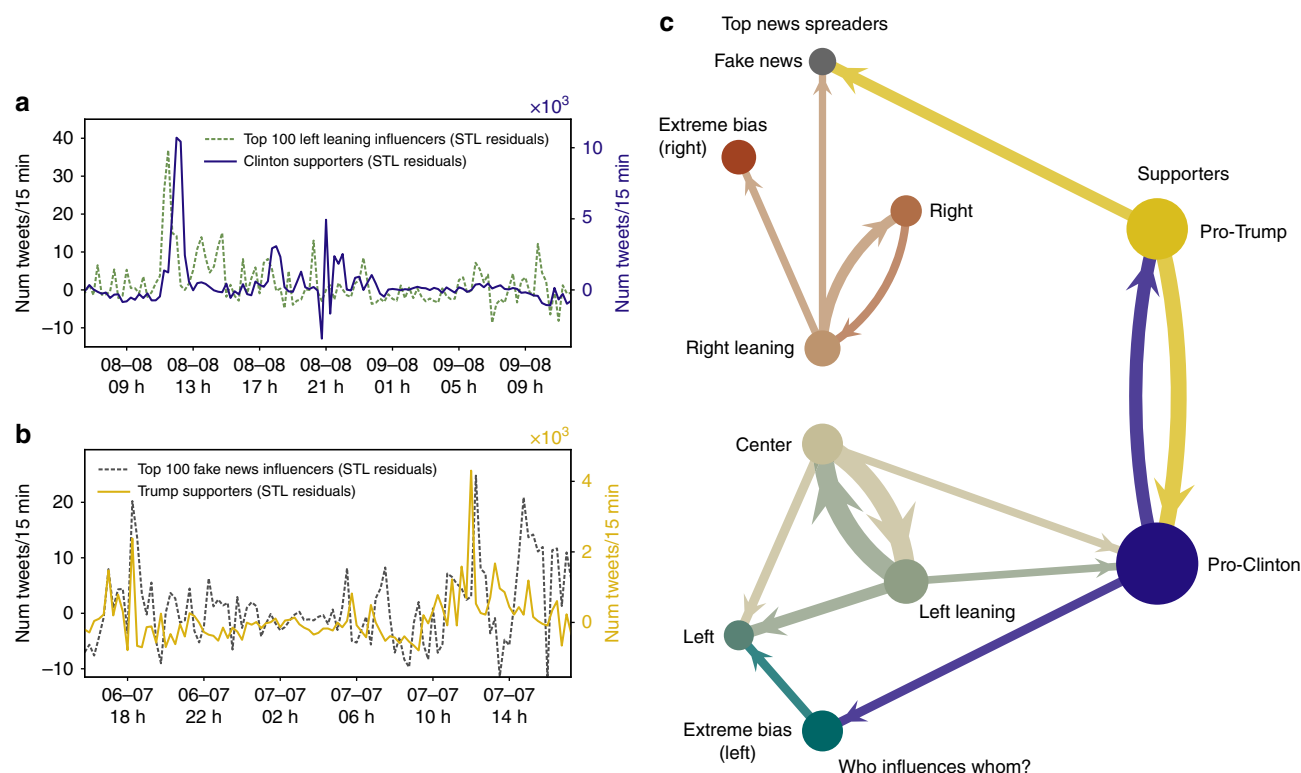 a
×10³
Num tweets/15 min
40
30
20
10
0
−10
Top 100 left leaning influencers (STL residuals)
Clinton supporters (STL residuals)
10
5
0
Num tweets/15 min
08–08 08–08 08–08 08–08 09–08 09–08 09–08
09 h 13 h 17 h 21 h 01 h 05 h 09 h
b
×10³
Num tweets/15 min
20
10
0
−10
Top 100 fake news influencers (STL residuals)
Trump supporters (STL residuals)
4
2
0
Num tweets/15 min
06–07 06–07 07–07 07–07 07–07 07–07
18 h 22 h 02 h 06 h 10 h 14 h
c
Top news spreaders
Fake news
Extreme bias
(right)
Right
Right leaning
Supporters
Pro-Trump
Center
Left leaning
Pro-Clinton
Left
Extreme bias
(left)
Who influences whom?